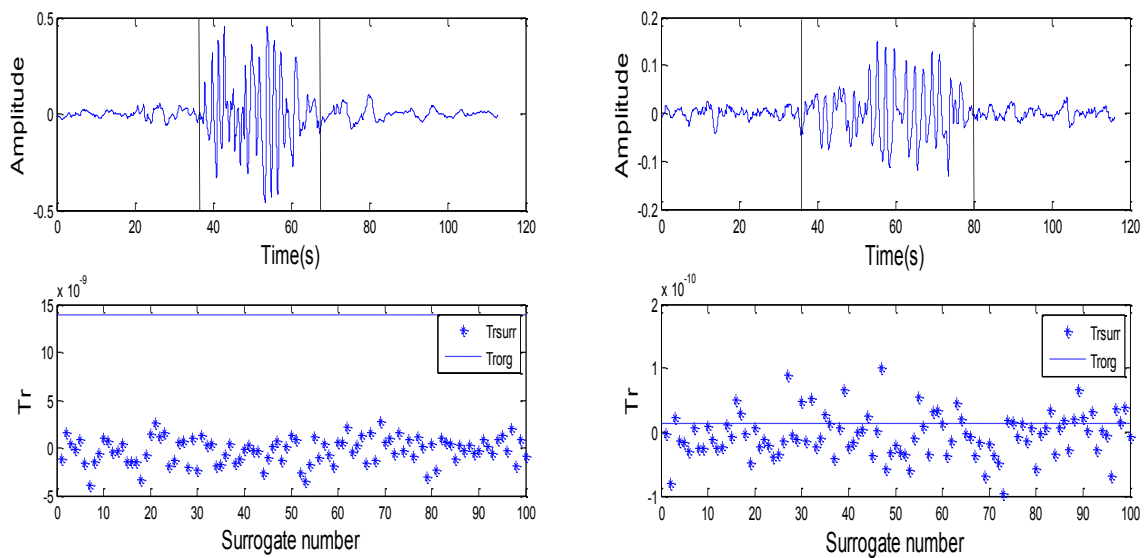 0.5
0
-0.5
Amplitude
0 20 40 60 80 100 120
Time(s)
0.2
0.1
0
-0.1
-0.2
Amplitude
0 20 40 60 80 100 120
Time(s)
x 10^-9
15
10
5
0
-5
Tr
Trsurr
Trorg
0 10 20 30 40 50 60 70 80 90 100
Surrogate number
x 10^-10
2
1
0
-1
Tr
Trsurr
Trorg
0 10 20 30 40 50 60 70 80 90 100
Surrogate number